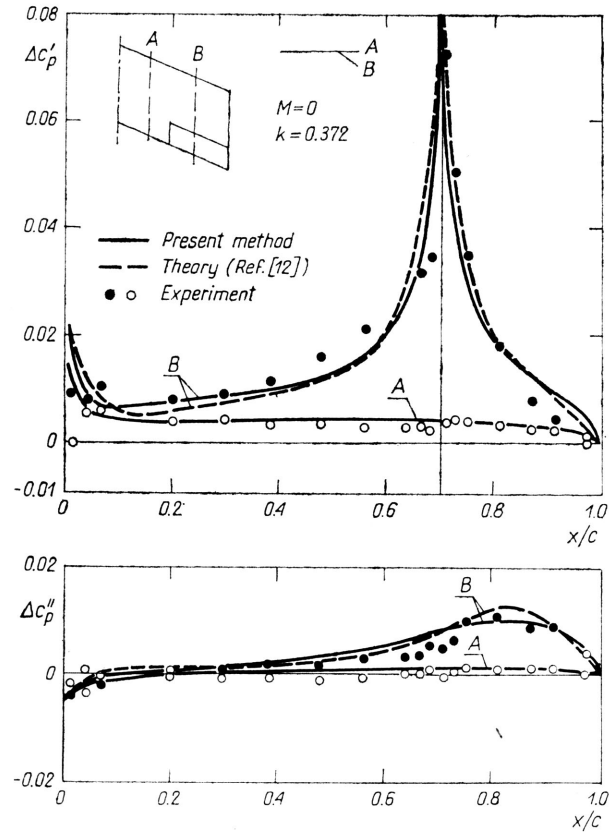 0.08
Δc'p
0.06
0.04
0.02
0
-0.01
A
B
A
B
M=0
k=0.372
Present method
Theory (Ref.[12])
Experiment
B
A
0 0.2 0.4 0.6 0.8 1.0
x/c
0.02
Δc"p
0
-0.02
B
A
0 0.2 0.4 0.6 0.8 1.0
x/c